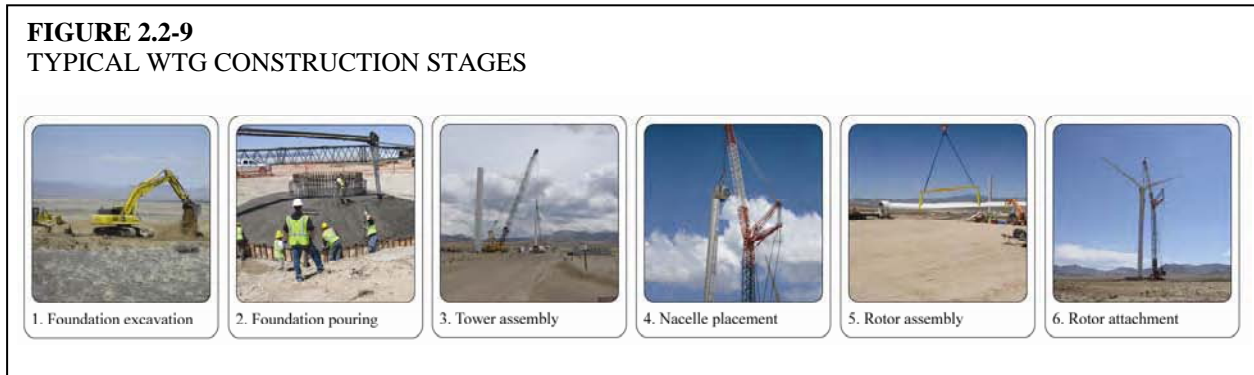 FIGURE 2.2-9
TYPICAL WTG CONSTRUCTION STAGES
1. Foundation excavation
2. Foundation pouring
3. Tower assembly
4. Nacelle placement
5. Rotor assembly
6. Rotor attachment